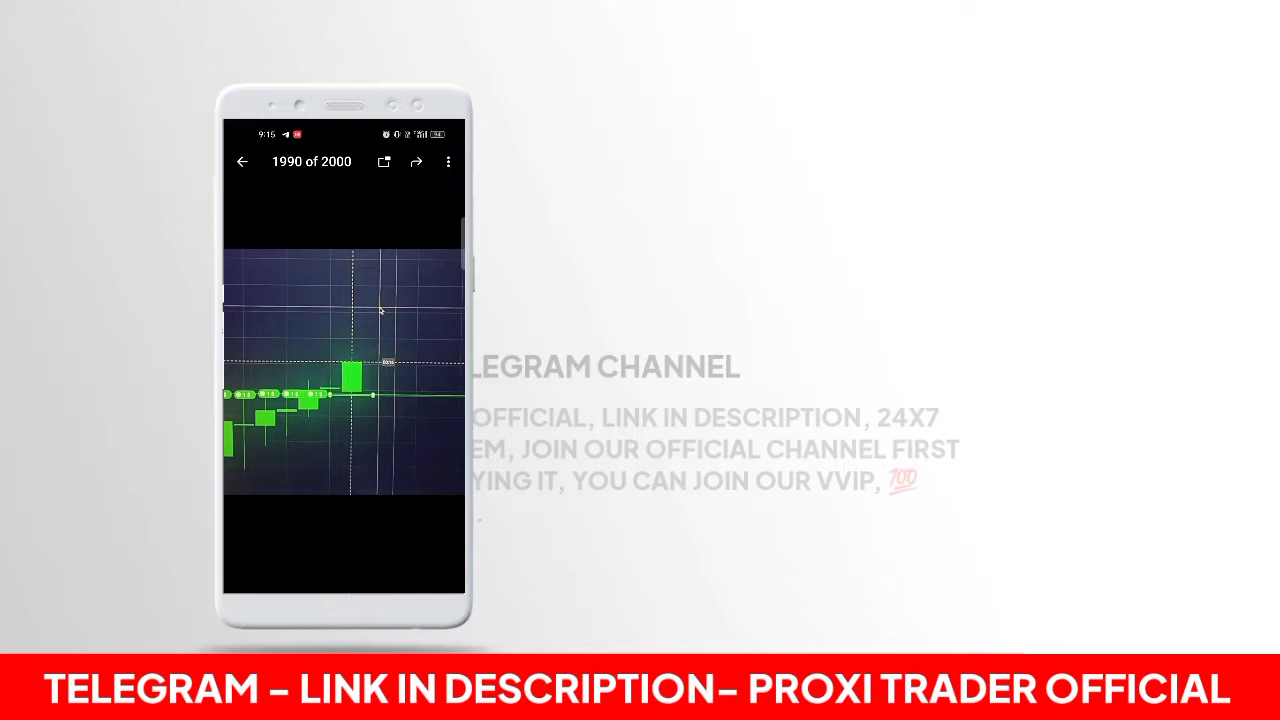 9:15
1990 of 2000
LEGRAM CHANNEL
OFFICIAL, LINK IN DESCRIPTION, 24X7
EM, JOIN OUR OFFICIAL CHANNEL FIRST
YING IT, YOU CAN JOIN OUR VVIP, 💯
.
TELEGRAM – LINK IN DESCRIPTION– PROXI TRADER OFFICIAL